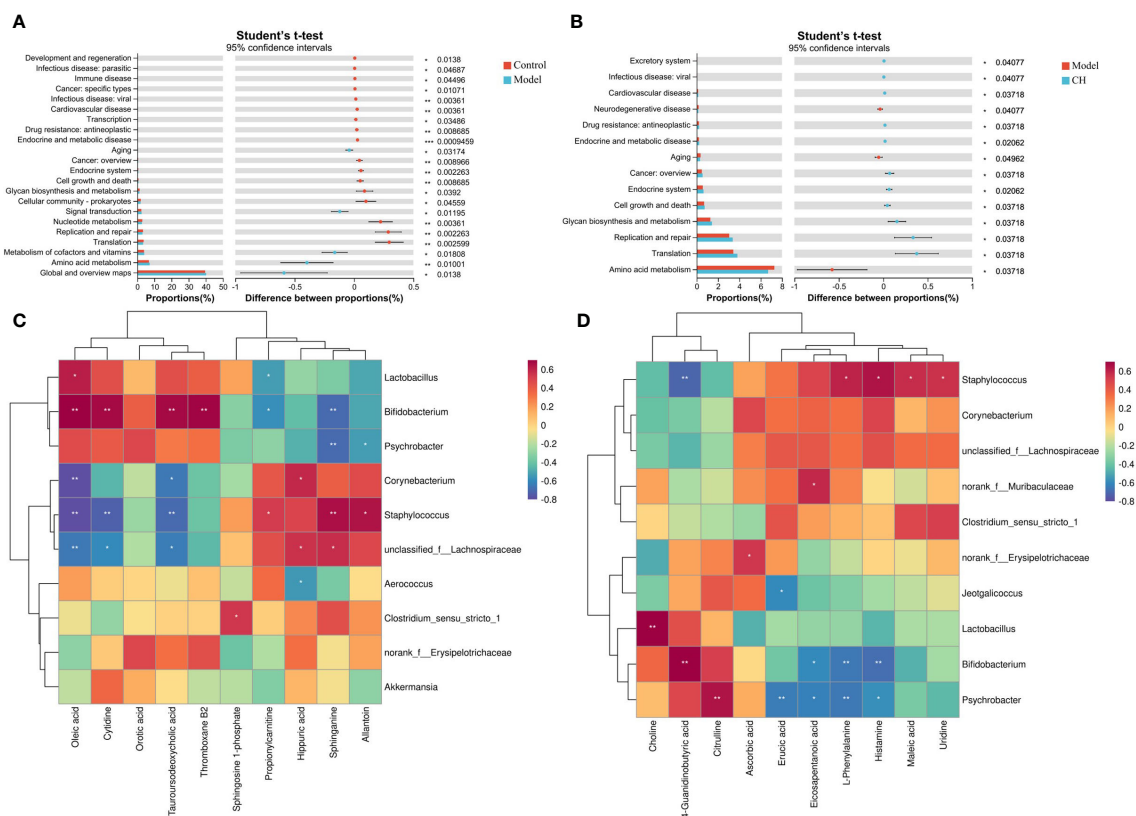 A
Student's t-test
95% confidence intervals
Development and regeneration * 0.0138
Infectious disease: parasitic * 0.04687
Immune disease * 0.04496
Cancer: specific types * 0.01071
Infectious disease: viral ** 0.00361
Cardiovascular disease ** 0.00361
Transcription * 0.03486
Drug resistance: antineoplastic ** 0.008685
Endocrine and metabolic disease *** 0.0009459
Aging * 0.03174
Cancer: overview ** 0.008966
Endocrine system ** 0.002263
Cell growth and death ** 0.008685
Glycan biosynthesis and metabolism * 0.0392
Cellular community - prokaryotes * 0.04559
Signal transduction * 0.01195
Nucleotide metabolism ** 0.00361
Replication and repair ** 0.002263
Translation ** 0.002599
Metabolism of cofactors and vitamins * 0.01808
Amino acid metabolism ** 0.01001
Global and overview maps * 0.0138
Control
Model
0 10 20 30 40 50 -1 -0.5 0 0.5
Proportions(%) Difference between proportions(%)
B
Student's t-test
95% confidence intervals
Excretory system * 0.04077
Infectious disease: viral * 0.04077
Cardiovascular disease * 0.03718
Neurodegenerative disease * 0.04077
Drug resistance: antineoplastic * 0.03718
Endocrine and metabolic disease * 0.02062
Aging * 0.04962
Cancer: overview * 0.03718
Endocrine system * 0.02062
Cell growth and death * 0.03718
Glycan biosynthesis and metabolism * 0.03718
Replication and repair * 0.03718
Translation * 0.03718
Amino acid metabolism * 0.03718
Model
CH
0 2 4 6 8 -1 -0.5 0 0.5 1
Proportions(%) Difference between proportions(%)
C
* * Lactobacillus
** ** ** ** * ** Bifidobacterium
** * Psychrobacter
** * * Corynebacterium
** ** ** * ** * Staphylococcus
** * * * * unclassified_f__Lachnospiraceae
* Aerococcus
* Clostridium_sensu_stricto_1
norank_f__Erysipelotrichaceae
Akkermansia
Oleic acid
Cytidine
Orotic acid
Tauroursodeoxycholic acid
Thromboxane B2
Sphingosine 1-phosphate
Propionylcarnitine
Hippuric acid
Sphinganine
Allantoin
0.6
0.4
0.2
0
-0.2
-0.4
-0.6
-0.8
D
** * ** * * Staphylococcus
Corynebacterium
unclassified_f__Lachnospiraceae
* norank_f__Muribaculaceae
Clostridium_sensu_stricto_1
* norank_f__Erysipelotrichaceae
* Jeotgalicoccus
** Lactobacillus
** * ** ** Bifidobacterium
** ** * ** * Psychrobacter
Choline
4-Guanidinobutyric acid
Citrulline
Ascorbic acid
Erucic acid
Eicosapentanoic acid
L-Phenylalanine
Histamine
Maleic acid
Uridine
0.6
0.4
0.2
0
-0.2
-0.4
-0.6
-0.8